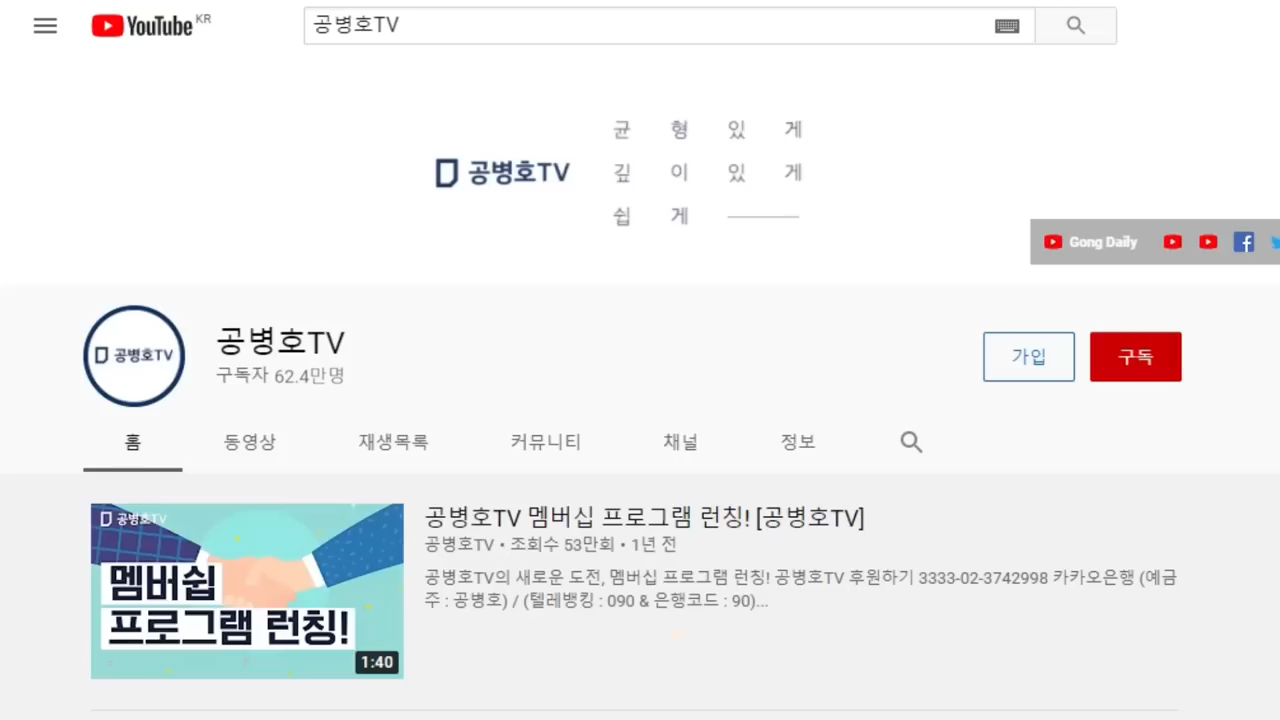 YouTube KR
공병호TV
균 형 있 게
공병호TV
깊 이 있 게
쉽 게
Gong Daily
공병호TV
공병호TV
구독자 62.4만명
가입
구독
홈
동영상
재생목록
커뮤니티
채널
정보
공병호TV
멤버쉽
프로그램 런칭!
1:40
공병호TV 멤버십 프로그램 런칭! [공병호TV]
공병호TV • 조회수 53만회 • 1년 전
공병호TV의 새로운 도전, 멤버십 프로그램 런칭! 공병호TV 후원하기 3333-02-3742998 카카오은행 (예금
주 : 공병호) / (텔레뱅킹 : 090 & 은행코드 : 90)...